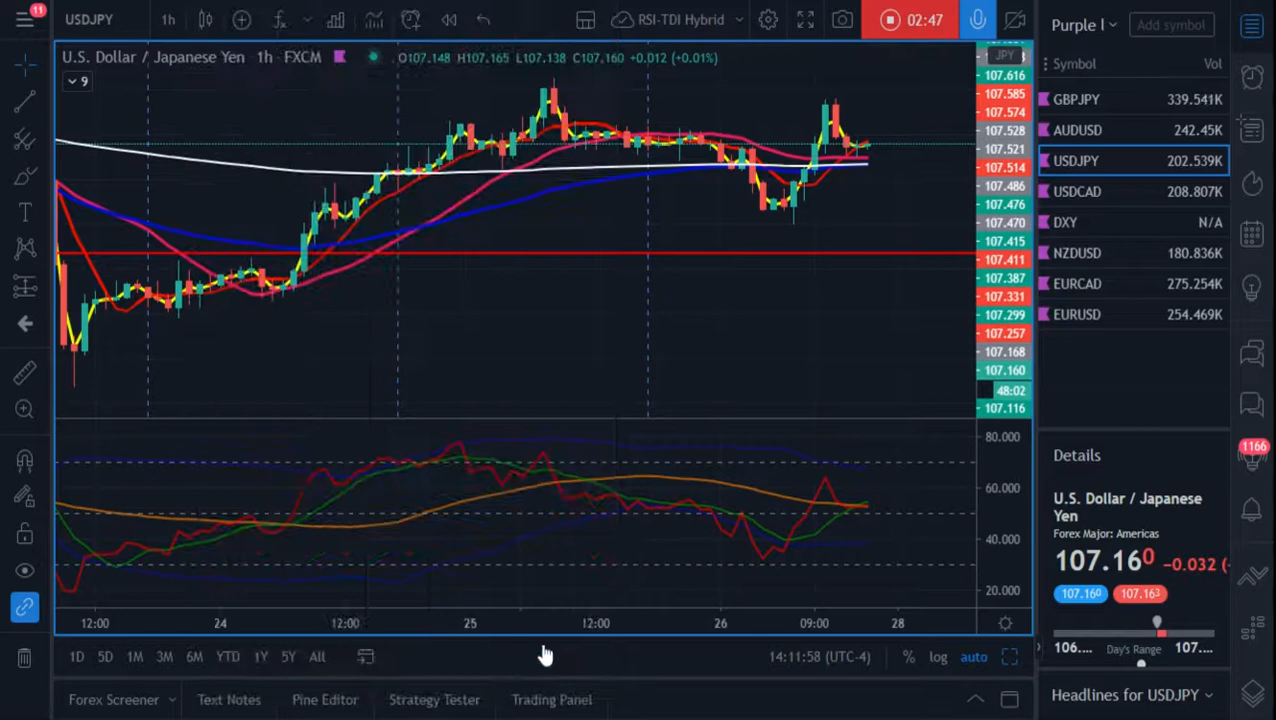 11
USDJPY
1h
RSI-TDI Hybrid
02:47
Purple l
Add symbol
U.S. Dollar / Japanese Yen · 1h · FXCM
O107.148 H107.165 L107.138 C107.160 +0.012 (+0.01%)
9
JPY
107.616
107.585
107.574
107.528
107.521
107.514
107.486
107.476
107.470
107.415
107.411
107.387
107.331
107.299
107.257
107.168
107.160
48:02
107.116
80.000
60.000
40.000
20.000
12:00 24 12:00 25 12:00 26 09:00 28
1D 5D 1M 3M 6M YTD 1Y 5Y All
14:11:58 (UTC-4) % log auto
Forex Screener Text Notes Pine Editor Strategy Tester Trading Panel
Symbol Vol
GBPJPY 339.541K
AUDUSD 242.45K
USDJPY 202.539K
USDCAD 208.807K
DXY N/A
NZDUSD 180.836K
EURCAD 275.254K
EURUSD 254.469K
1166
Details
U.S. Dollar / Japanese
Yen
Forex Major: Americas
107.160 -0.032 (-
107.160 107.163
106.... Day's Range 107....
Headlines for USDJPY